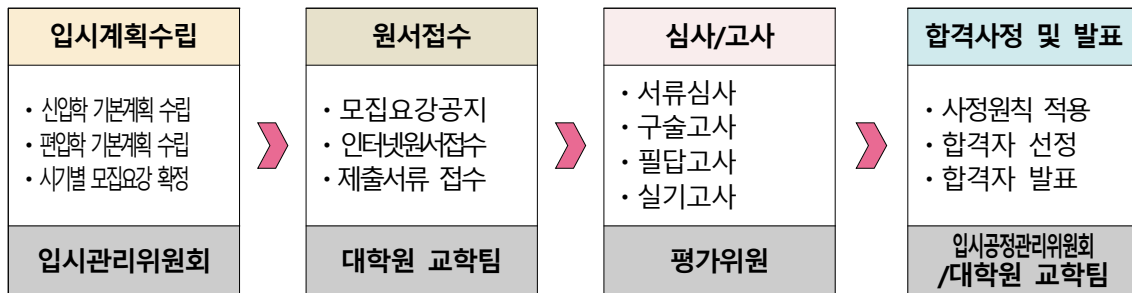 입시계획수립
• 신입학 기본계획 수립
• 편입학 기본계획 수립
• 시기별 모집요강 확정
입시관리위원회
원서접수
• 모집요강공지
• 인터넷원서접수
• 제출서류 접수
대학원 교학팀
심사/고사
• 서류심사
• 구술고사
• 필답고사
• 실기고사
평가위원
합격사정 및 발표
• 사정원칙 적용
• 합격자 선정
• 합격자 발표
입시공정관리위원회
/대학원 교학팀